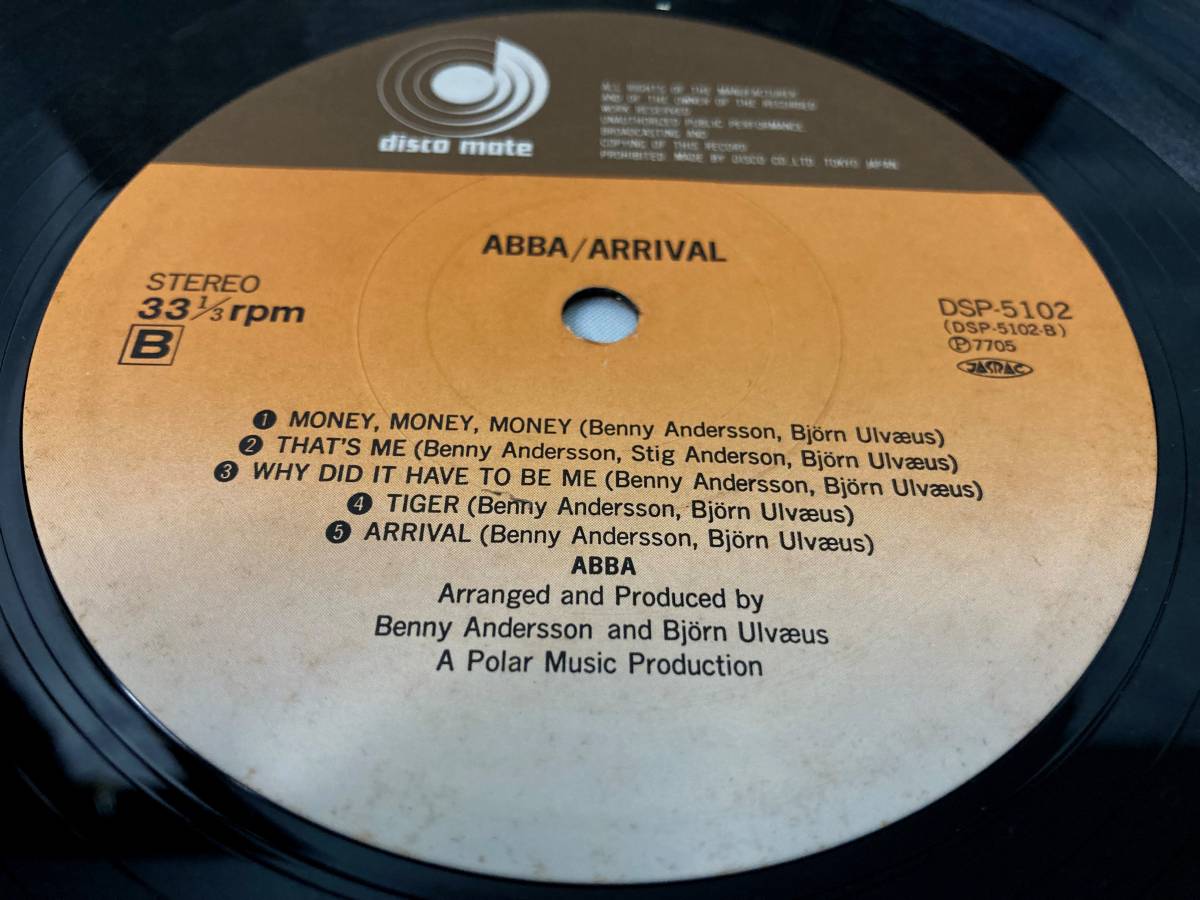 disco mate
ALL RIGHTS OF THE MANUFACTURER
AND OF THE OWNER OF THE RECORDED
WORK RESERVED
UNAUTHORIZED PUBLIC PERFORMANCE
BROADCASTING AND
COPYING OF THIS RECORD
PROHIBITED MADE BY DISCO CO. LTD. TOKYO JAPAN
ABBA/ARRIVAL
STEREO
33 1/3 rpm
B
DSP-5102
(DSP-5102-B)
Ⓟ7705
JASRAC
❶ MONEY, MONEY, MONEY (Benny Andersson, Björn Ulvæus)
❷ THAT'S ME (Benny Andersson, Stig Anderson, Björn Ulvæus)
❸ WHY DID IT HAVE TO BE ME (Benny Andersson, Björn Ulvæus)
❹ TIGER (Benny Andersson, Björn Ulvæus)
❺ ARRIVAL (Benny Andersson, Björn Ulvæus)
ABBA
Arranged and Produced by
Benny Andersson and Björn Ulvæus
A Polar Music Production